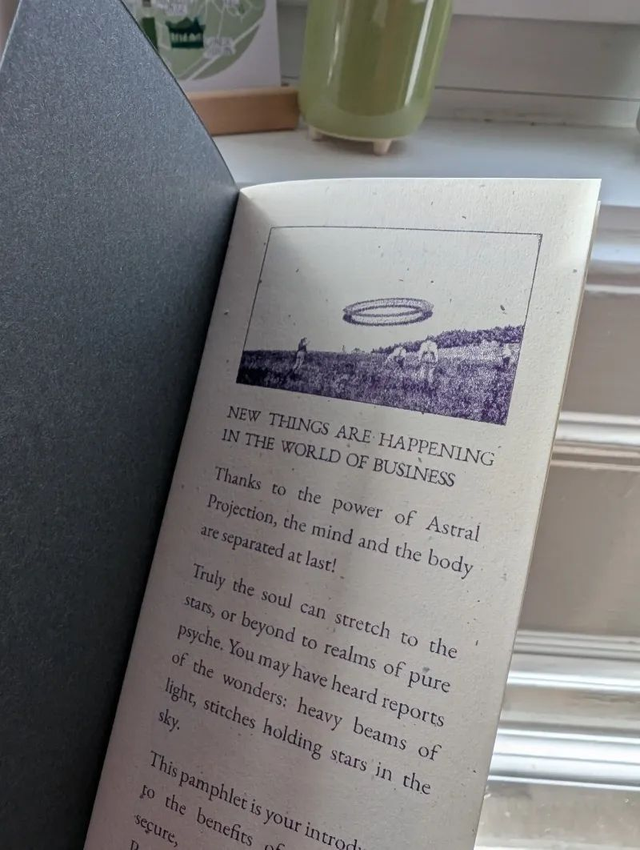 NEW THINGS ARE HAPPENING
IN THE WORLD OF BUSINESS
Thanks to the power of Astral
Projection, the mind and the body
are separated at last!
Truly the soul can stretch to the
stars, or beyond to realms of pure
psyche. You may have heard reports
of the wonders: heavy beams of
light, stitches holding stars in the
sky.
This pamphlet is your introdu
to the benefits of
secure,